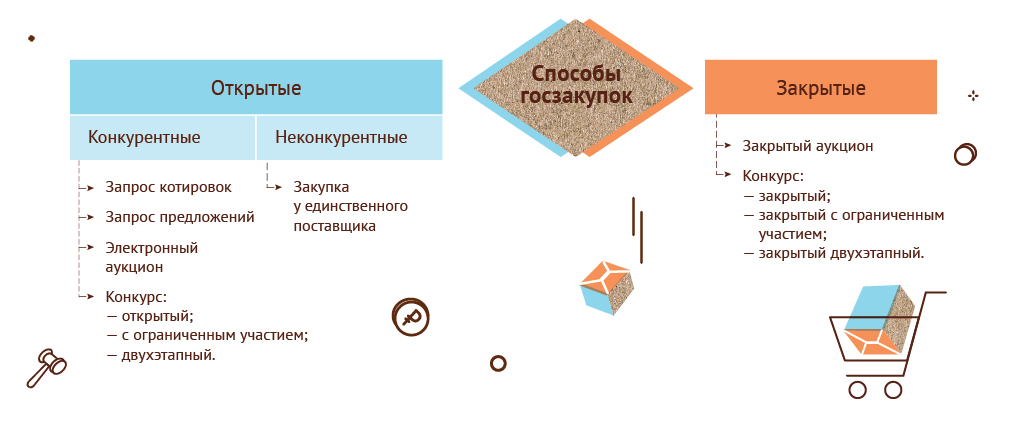 Способы
госзакупок
Открытые
Конкурентные
Запрос котировок
Запрос предложений
Электронный
аукцион
Конкурс:
— открытый;
— с ограниченным участием;
— двухэтапный.
Неконкурентные
Закупка
у единственного
поставщика
Закрытые
Закрытый аукцион
Конкурс:
— закрытый;
— закрытый с ограниченным
участием;
— закрытый двухэтапный.